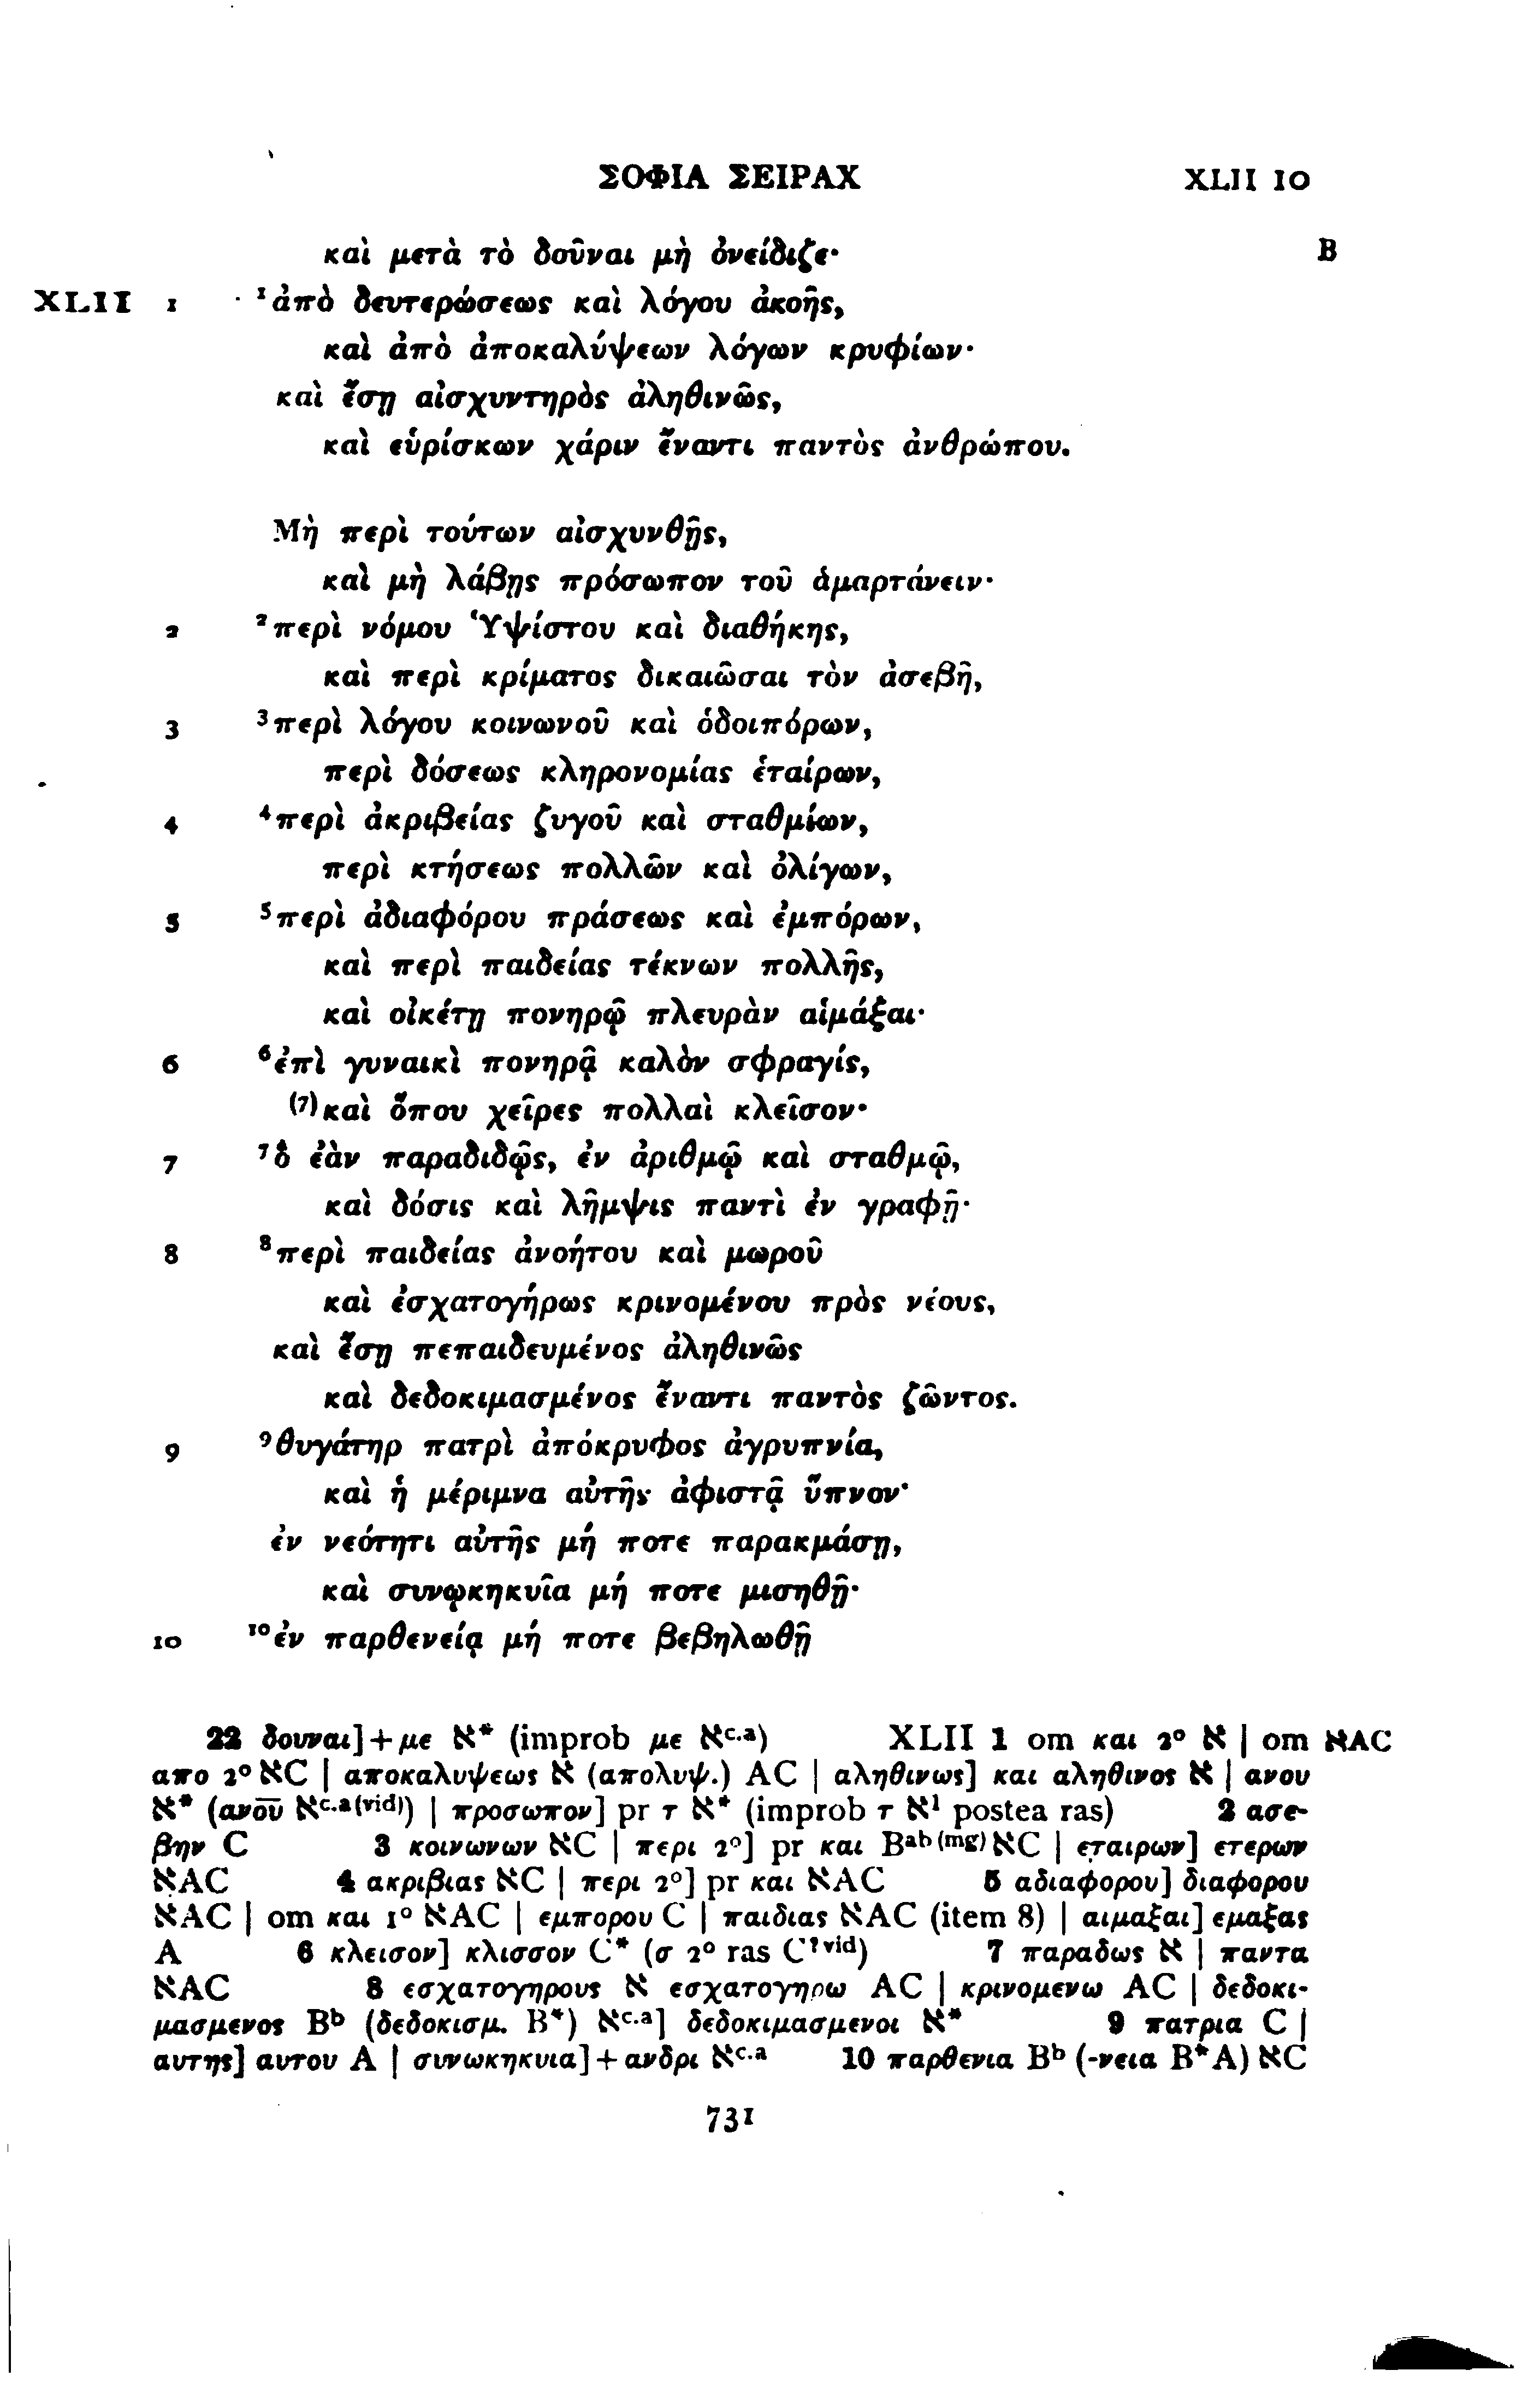 ΣΟΦΙΑ ΣΕΙΡΑΧ XLII 10
καὶ μετὰ τὸ δοῦναι μὴ ὀνείδιζε· B
XLII 1 ¹ἀπὸ δευτερώσεως καὶ λόγου ἀκοῆς,
καὶ ἀπὸ ἀποκαλύψεων λόγων κρυφίων·
καὶ ἔσῃ αἰσχυντηρὸς ἀληθινῶς,
καὶ εὑρίσκων χάριν ἔναντι παντὸς ἀνθρώπου.
Μὴ περὶ τούτων αἰσχυνθῇς,
καὶ μὴ λάβῃς πρόσωπον τοῦ ἁμαρτάνειν·
2 ²περὶ νόμου Ὑψίστου καὶ διαθήκης,
καὶ περὶ κρίματος δικαιῶσαι τὸν ἀσεβῆ,
3 ³περὶ λόγου κοινωνοῦ καὶ ὁδοιπόρων,
περὶ δόσεως κληρονομίας ἑταίρων,
4 ⁴περὶ ἀκριβείας ζυγοῦ καὶ σταθμίων,
περὶ κτήσεως πολλῶν καὶ ὀλίγων,
5 ⁵περὶ ἀδιαφόρου πράσεως καὶ ἐμπόρων,
καὶ περὶ παιδείας τέκνων πολλῆς,
καὶ οἰκέτῃ πονηρῷ πλευρὰν αἱμάξαι·
6 ⁶ἐπὶ γυναικὶ πονηρᾷ καλὸν σφραγίς,
⁽⁷⁾καὶ ὅπου χεῖρες πολλαὶ κλεῖσον·
7 ⁷ὃ ἐὰν παραδιδῷς, ἐν ἀριθμῷ καὶ σταθμῷ,
καὶ δόσις καὶ λῆμψις παντὶ ἐν γραφῇ·
8 ⁸περὶ παιδείας ἀνοήτου καὶ μωροῦ
καὶ ἐσχατογήρως κρινομένου πρὸς νέους,
καὶ ἔσῃ πεπαιδευμένος ἀληθινῶς
καὶ δεδοκιμασμένος ἔναντι παντὸς ζῶντος.
9 ⁹θυγάτηρ πατρὶ ἀπόκρυφος ἀγρυπνία,
καὶ ἡ μέριμνα αὐτῆς ἀφιστᾷ ὕπνον·
ἐν νεότητι αὐτῆς μή ποτε παρακμάσῃ,
καὶ συνῳκηκυῖα μή ποτε μισηθῇ·
10 ¹⁰ἐν παρθενείᾳ μή ποτε βεβηλωθῇ
22 δουναι]+με ℵ* (improb με ℵᶜ·ᵃ) XLII 1 om και 2° ℵ | om ℵAC
απο 2° ℵC | αποκαλυψεως ℵ (απολυψ.) AC | αληθινως] και αληθινος ℵ | ανου
ℵ* (αν̅ο̅υ̅ ℵᶜ·ᵃ⁽ᵛⁱᵈ⁾) | προσωπον] pr τ ℵ* (improb τ ℵ¹ postea ras) 2 ασε-
βην C 3 κοινωνων ℵC | περι 2°] pr και Bᵃᵇ⁽ᵐᵍ⁾ℵC | εταιρων] ετερων
ℵAC 4 ακριβιας ℵC | περι 2°] pr και ℵAC 5 αδιαφορου] διαφορου
ℵAC | om και 1° ℵAC | εμπορου C | παιδιας ℵAC (item 8) | αιμαξαι] εμαξας
A 6 κλεισον] κλισσον C* (σ 2° ras C?ᵛⁱᵈ) 7 παραδως ℵ | παντα
ℵAC 8 εσχατογηρους ℵ εσχατογηρω AC | κρινομενω AC | δεδοκι-
μασμενος Bᵇ (δεδοκισμ. B*) ℵᶜ·ᵃ] δεδοκιμασμενοι ℵ* 9 πατρια C |
αυτης] αυτου A | συνωκηκυια]+ανδρι ℵᶜ·ᵃ 10 παρθενια Bᵇ (-νεια B*A) ℵC
731